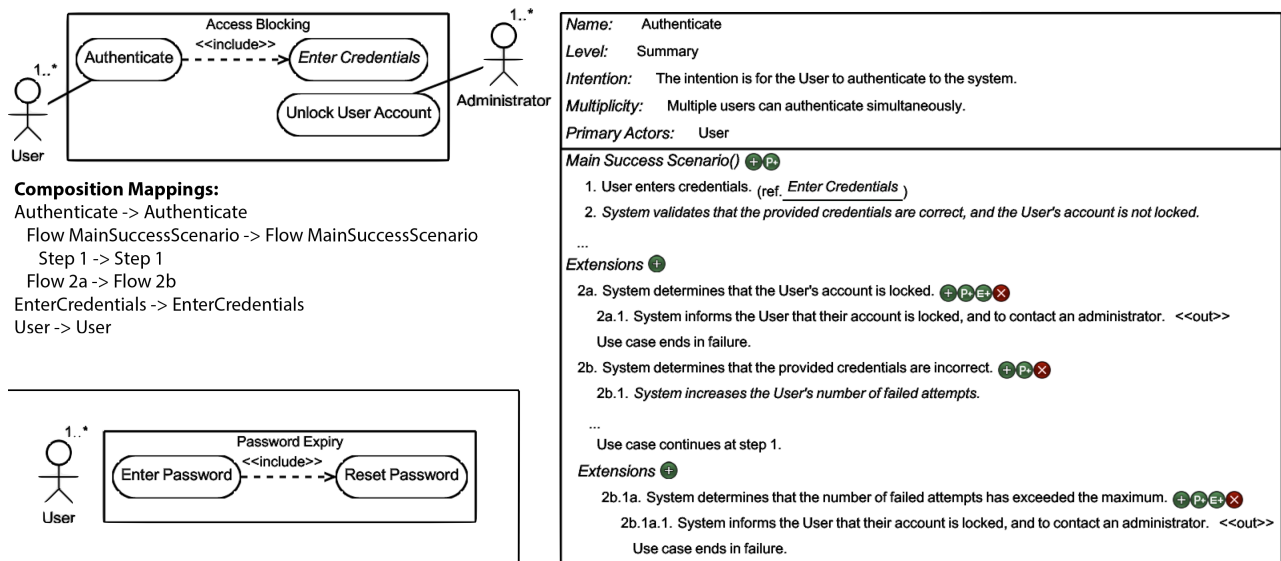 Access Blocking
1..*
<<include>>
Authenticate
Enter Credentials
1..*
Administrator
Unlock User Account
User
Composition Mappings:
Authenticate -> Authenticate
Flow MainSuccessScenario -> Flow MainSuccessScenario
Step 1 -> Step 1
Flow 2a -> Flow 2b
EnterCredentials -> EnterCredentials
User -> User
1..*
Password Expiry
<<include>>
Enter Password
Reset Password
User
Name: Authenticate
Level: Summary
Intention: The intention is for the User to authenticate to the system.
Multiplicity: Multiple users can authenticate simultaneously.
Primary Actors: User
Main Success Scenario() + P+
1. User enters credentials. (ref. Enter Credentials )
2. System validates that the provided credentials are correct, and the User's account is not locked.
...
Extensions +
2a. System determines that the User's account is locked. + P+ E+ X
2a.1. System informs the User that their account is locked, and to contact an administrator. <<out>>
Use case ends in failure.
2b. System determines that the provided credentials are incorrect. + P+ X
2b.1. System increases the User's number of failed attempts.
...
Use case continues at step 1.
Extensions +
2b.1a. System determines that the number of failed attempts has exceeded the maximum. + P+ E+ X
2b.1a.1. System informs the User that their account is locked, and to contact an administrator. <<out>>
Use case ends in failure.